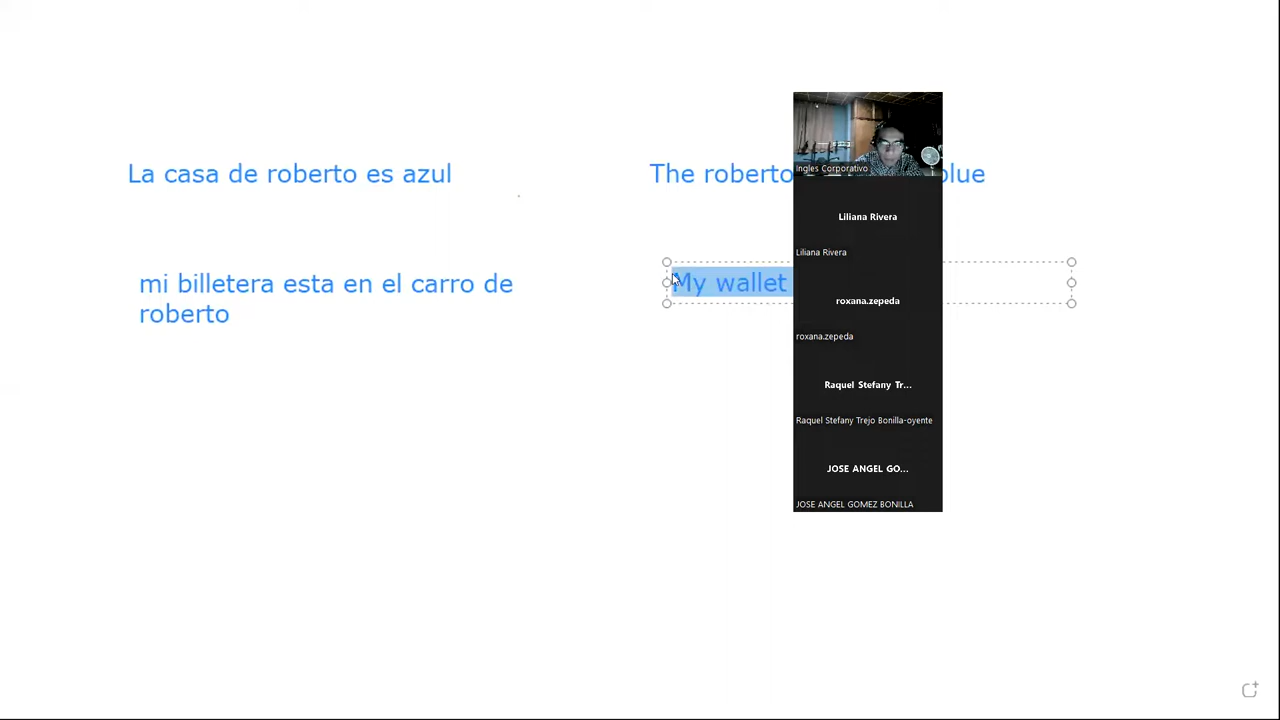 La casa de roberto es azul
The roberto
blue
mi billetera esta en el carro de
roberto
My wallet
Ingles Corporativo
Liliana Rivera
Liliana Rivera
roxana.zepeda
roxana.zepeda
Raquel Stefany Tr...
Raquel Stefany Trejo Bonilla-oyente
JOSE ANGEL GO...
JOSE ANGEL GOMEZ BONILLA